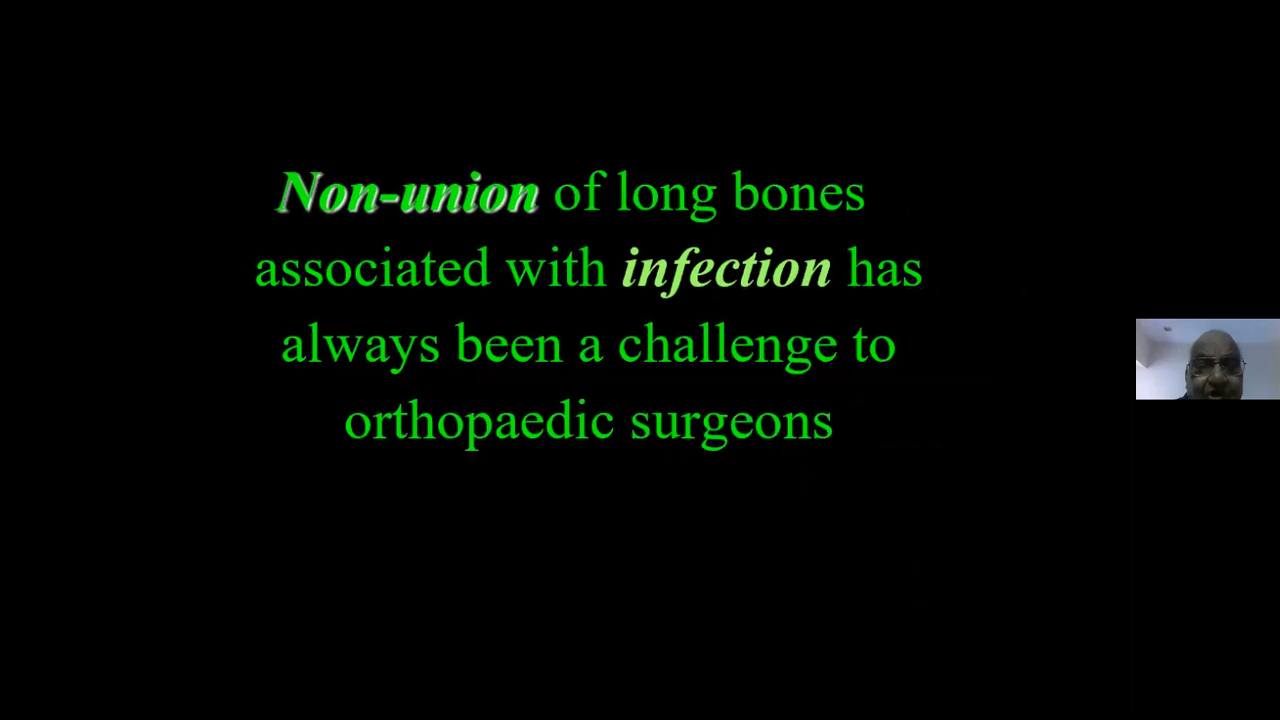 Non-union of long bones
associated with infection has
always been a challenge to
orthopaedic surgeons